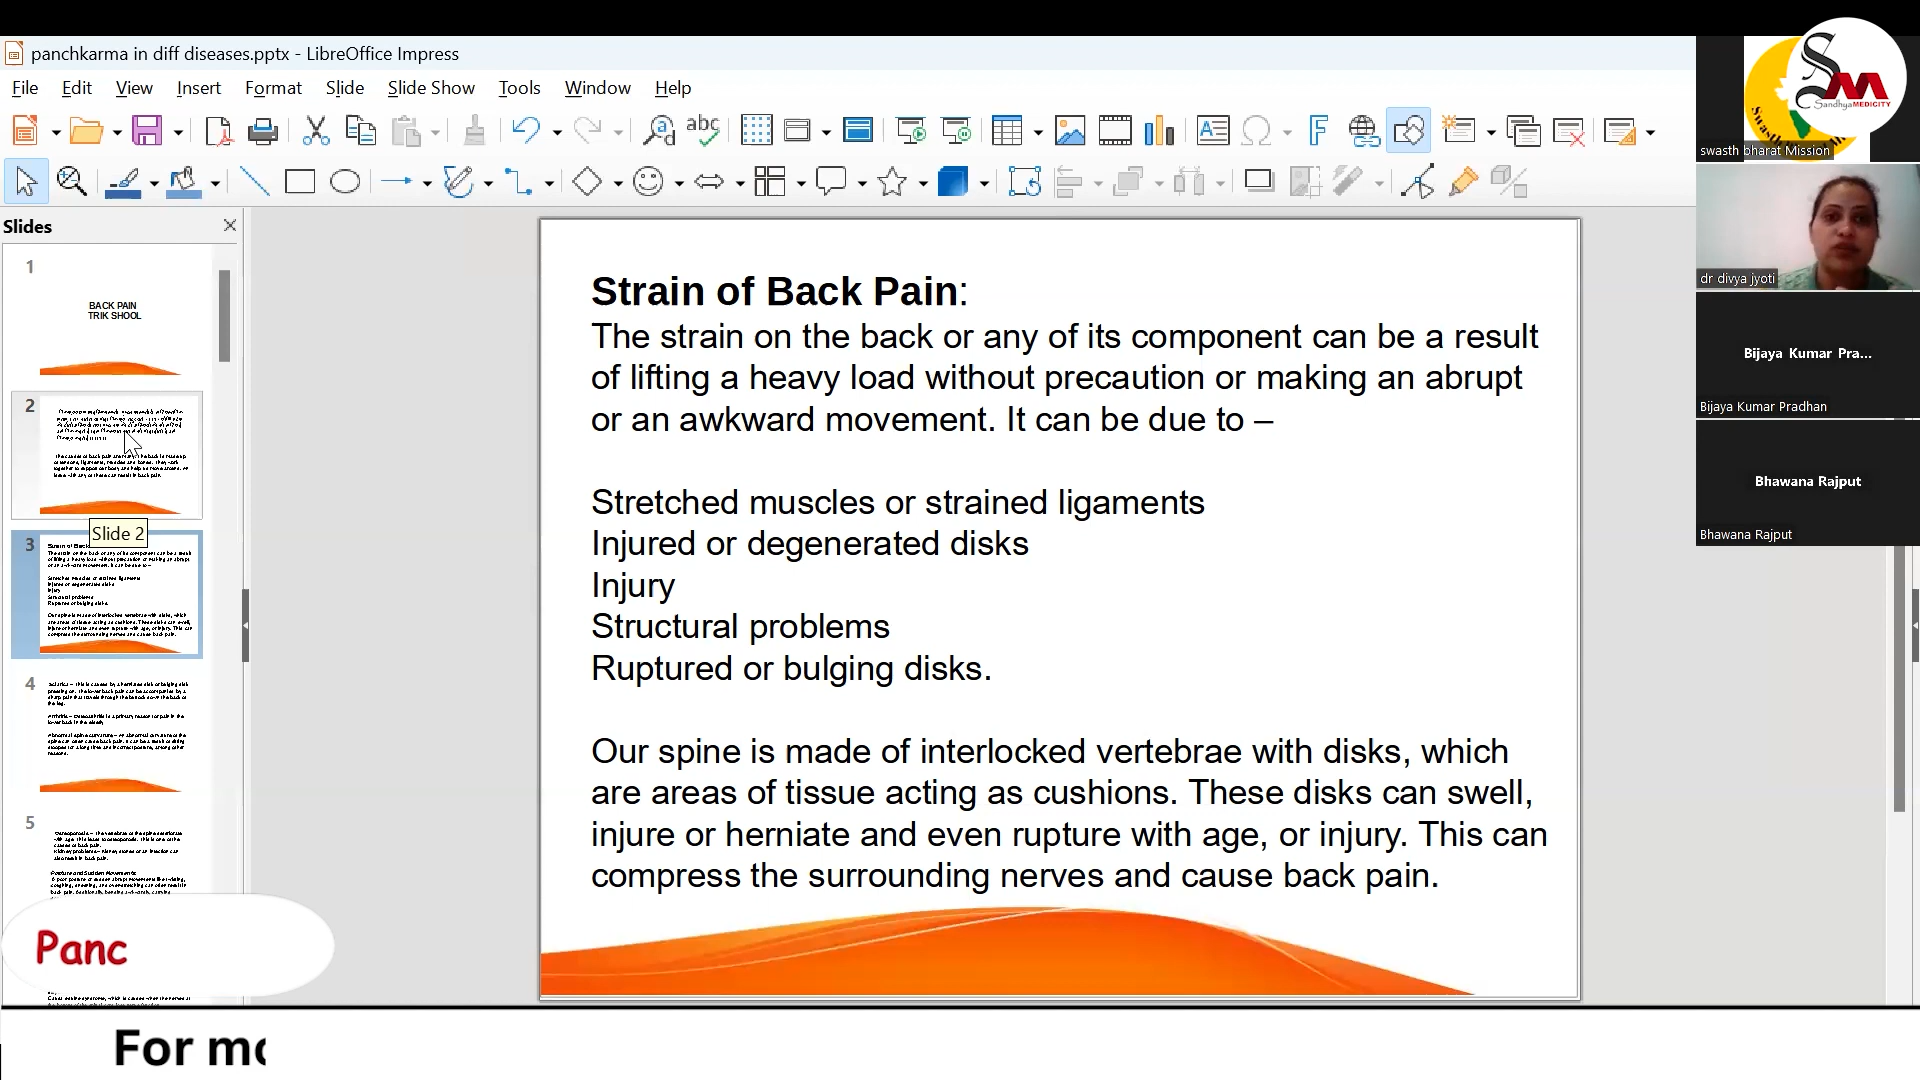 panchkarma in diff diseases.pptx - LibreOffice Impress
File Edit View Insert Format Slide Slide Show Tools Window Help
Slides
1
BACK PAIN
TRIK SHOOL
2
Slide 2
3
4
5
Strain of Back Pain:
The strain on the back or any of its component can be a result
of lifting a heavy load without precaution or making an abrupt
or an awkward movement. It can be due to –
Stretched muscles or strained ligaments
Injured or degenerated disks
Injury
Structural problems
Ruptured or bulging disks.
Our spine is made of interlocked vertebrae with disks, which
are areas of tissue acting as cushions. These disks can swell,
injure or herniate and even rupture with age, or injury. This can
compress the surrounding nerves and cause back pain.
SM
Sandhya MEDICITY
swasth bharat Mission
dr divya jyoti
Bijaya Kumar Pra...
Bijaya Kumar Pradhan
Bhawana Rajput
Bhawana Rajput
Panc
For mo